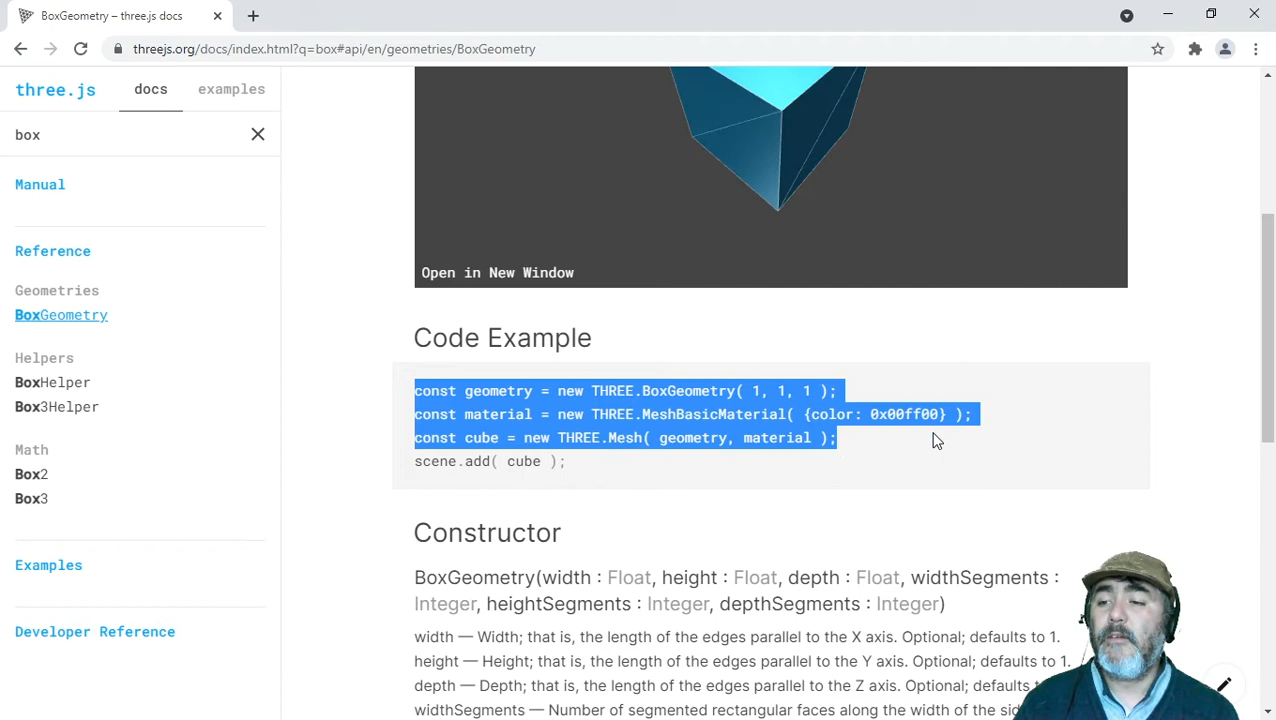 BoxGeometry – three.js docs
threejs.org/docs/index.html?q=box#api/en/geometries/BoxGeometry
three.js docs examples
box
Manual
Reference
Geometries
BoxGeometry
Helpers
BoxHelper
Box3Helper
Math
Box2
Box3
Examples
Developer Reference
Open in New Window
Code Example
const geometry = new THREE.BoxGeometry( 1, 1, 1 );
const material = new THREE.MeshBasicMaterial( {color: 0x00ff00} );
const cube = new THREE.Mesh( geometry, material );
scene.add( cube );
Constructor
BoxGeometry(width : Float, height : Float, depth : Float, widthSegments :
Integer, heightSegments : Integer, depthSegments : Integer)
width — Width; that is, the length of the edges parallel to the X axis. Optional; defaults to 1.
height — Height; that is, the length of the edges parallel to the Y axis. Optional; defaults to 1.
depth — Depth; that is, the length of the edges parallel to the Z axis. Optional; defaults
widthSegments — Number of segmented rectangular faces along the width of the